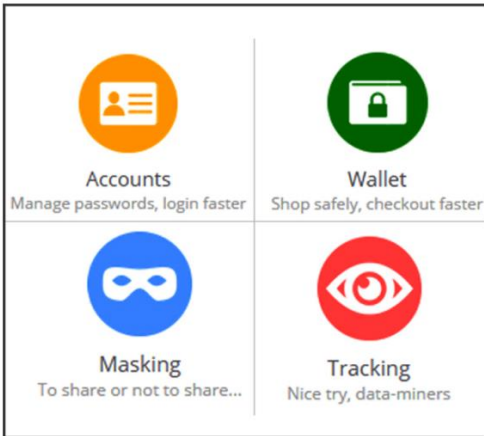 Accounts
Manage passwords, login faster
Wallet
Shop safely, checkout faster
Masking
To share or not to share...
Tracking
Nice try, data-miners